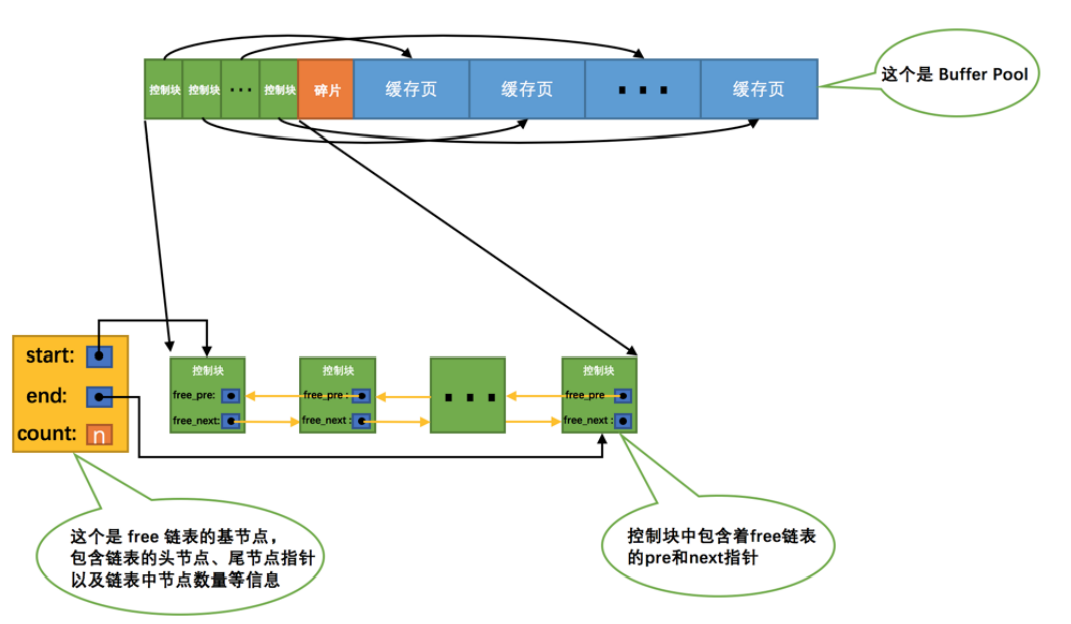 控制块 控制块 ··· 控制块 碎片 缓存页 缓存页 ··· 缓存页
这个是 Buffer Pool
start:
end:
count: n
控制块
free_pre:
free_next:
控制块
free_pre :
free_next :
···
控制块
free_pre
free_next :
这个是 free 链表的基节点，
包含链表的头节点、尾节点指针
以及链表中节点数量等信息
控制块中包含着free链表
的pre和next指针